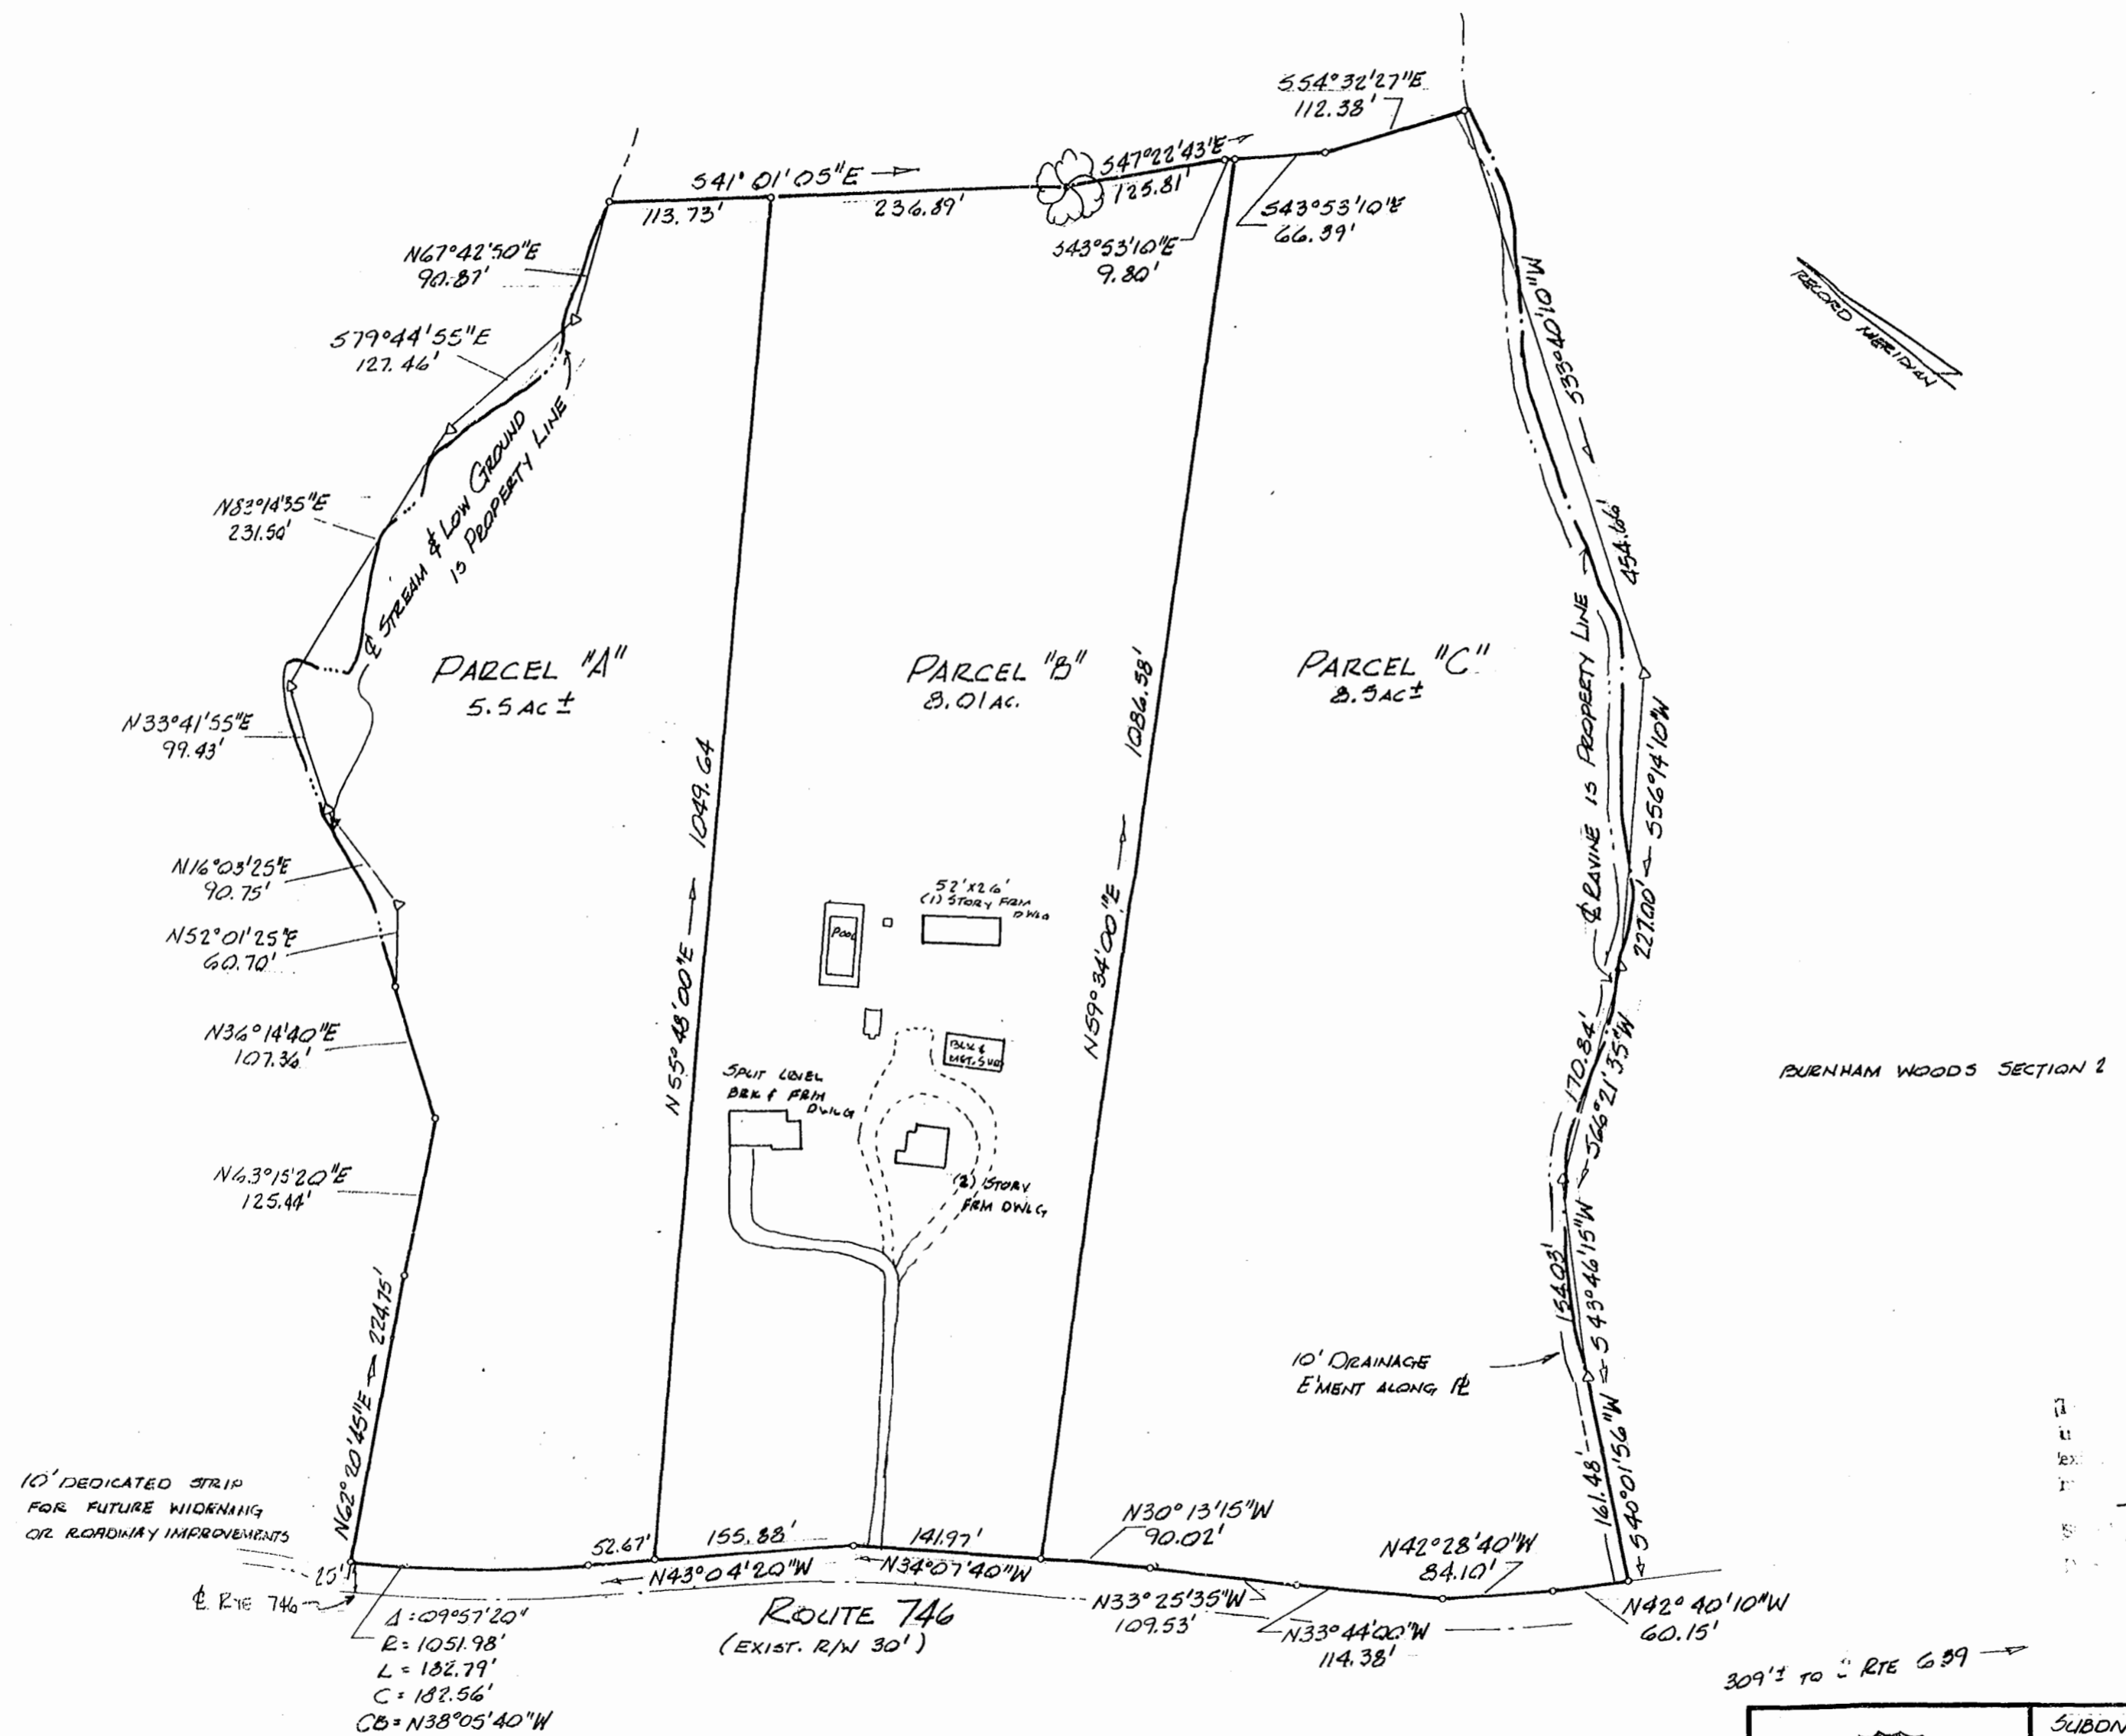 S54°32'27"E
112.38'
S41°01'05"E
113.73'
236.89'
S47°22'43"E
125.81'
S43°53'10"E
66.39'
S43°53'10"E
9.80'
N67°42'50"E
90.87'
S79°44'55"E
127.46'
N83°14'35"E
231.50'
N33°41'55"E
99.43'
N16°03'25"E
90.75'
N52°01'25"E
60.70'
N36°14'40"E
107.36'
N63°15'20"E
125.44'
N62°20'45"E
224.75'
℄ STREAM & LOW GROUND
IS PROPERTY LINE
RECORD MERIDIAN
S33°40'10"W
454.66'
PARCEL "A"
5.5 AC ±
PARCEL "B"
8.01 AC.
PARCEL "C"
8.5 AC ±
N55°48'00"E
1049.64
N59°34'00"E
1086.58'
℄ RAVINE IS PROPERTY LINE
S56°14'10"W
227.00'
S66°21'35"W
170.84'
S43°46'15"W
154.03'
S40°01'56"W
161.48'
52'X26'
(1) STORY FRM
DWLG
POOL
BLK &
SPLIT LEVEL
BRK & FRM
DWLG
(2) STORY
FRM DWLG
BURNHAM WOODS SECTION 2
10' DRAINAGE
E'MENT ALONG ⅊
10' DEDICATED STRIP
FOR FUTURE WIDENING
OR ROADWAY IMPROVEMENTS
25'
℄ RTE 746
Δ=09°57'20"
R=1051.98'
L=182.79'
C=182.56'
CB=N38°05'40"W
52.67'
155.88'
N43°04'20"W
141.97'
N34°07'40"W
ROUTE 746
(EXIST. R/W 30')
N30°13'15"W
90.02'
N33°25'35"W
109.53'
N33°44'00"W
114.38'
N42°28'40"W
84.10'
N42°40'10"W
60.15'
309'± TO RTE 639